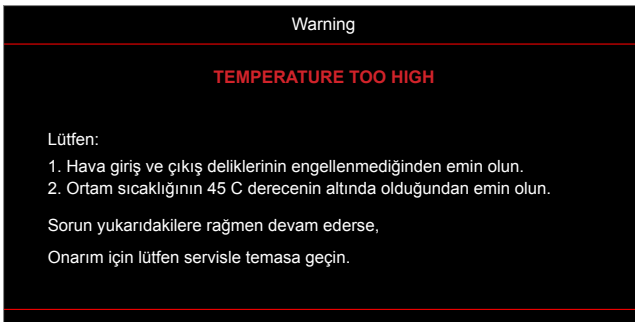 Warning
TEMPERATURE TOO HIGH
Lütfen:
1. Hava giriş ve çıkış deliklerinin engellenmediğinden emin olun.
2. Ortam sıcaklığının 45 C derecenin altında olduğundan emin olun.
Sorun yukarıdakilere rağmen devam ederse,
Onarım için lütfen servisle temasa geçin.